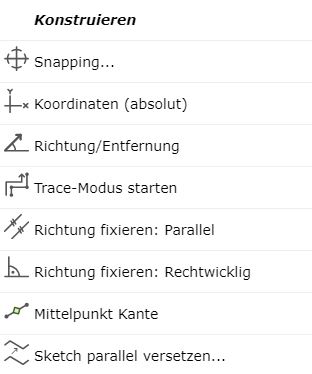 Konstruieren
Snapping...
Koordinaten (absolut)
Richtung/Entfernung
Trace-Modus starten
Richtung fixieren: Parallel
Richtung fixieren: Rechtwicklig
Mittelpunkt Kante
Sketch parallel versetzen...